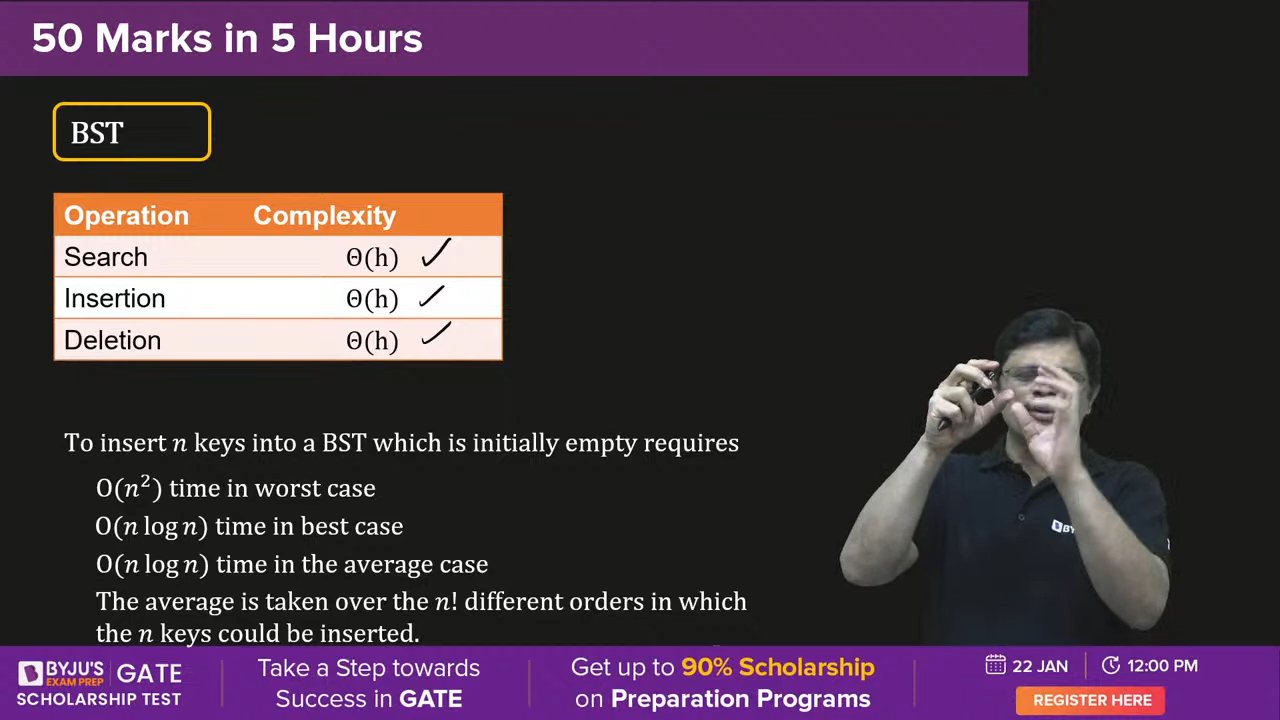 50 Marks in 5 Hours
BST
Operation Complexity
Search Θ(h) ✓
Insertion Θ(h) ✓
Deletion Θ(h) ✓
To insert n keys into a BST which is initially empty requires
O(n²) time in worst case
O(n log n) time in best case
O(n log n) time in the average case
The average is taken over the n! different orders in which
the n keys could be inserted.
BY
BYJU'S
EXAM PREP
GATE
SCHOLARSHIP TEST
Take a Step towards
Success in GATE
Get up to 90% Scholarship
on Preparation Programs
22 JAN
12:00 PM
REGISTER HERE